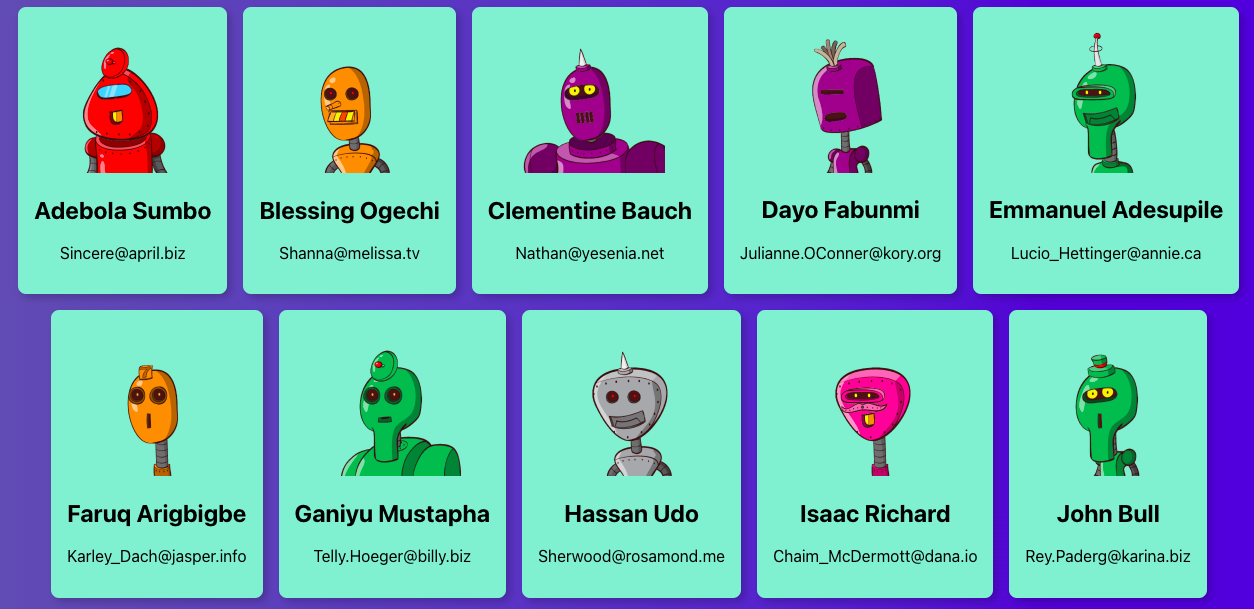 Adebola Sumbo
Sincere@april.biz
Blessing Ogechi
Shanna@melissa.tv
Clementine Bauch
Nathan@yesenia.net
Dayo Fabunmi
Julianne.OConner@kory.org
Emmanuel Adesupile
Lucio_Hettinger@annie.ca
7
Faruq Arigbigbe
Karley_Dach@jasper.info
Ganiyu Mustapha
Telly.Hoeger@billy.biz
Hassan Udo
Sherwood@rosamond.me
Isaac Richard
Chaim_McDermott@dana.io
John Bull
Rey.Paderg@karina.biz